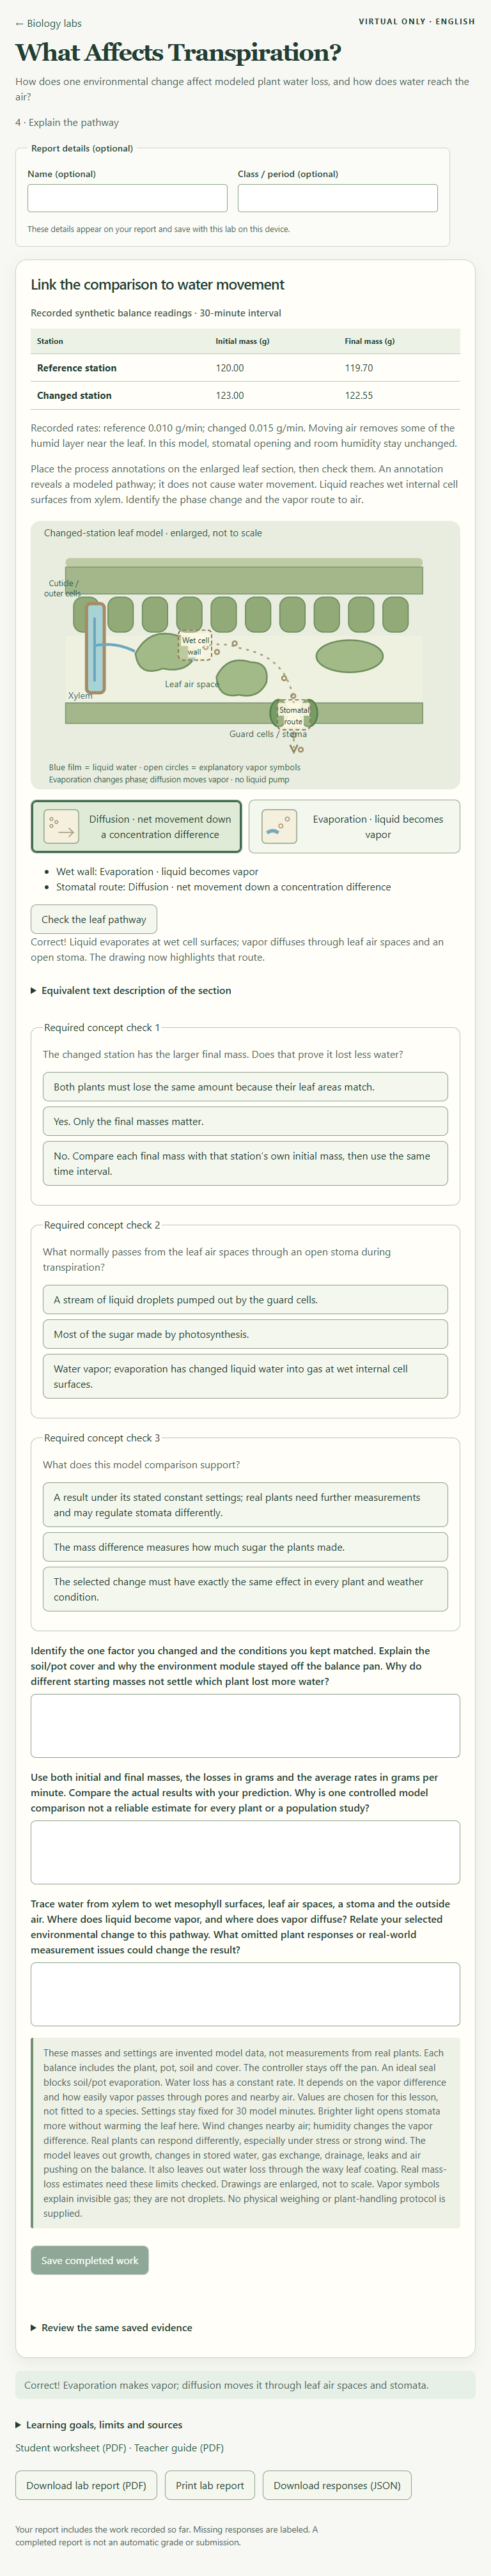 ← Biology labs
VIRTUAL ONLY · ENGLISH
What Affects Transpiration?
How does one environmental change affect modeled plant water loss, and how does water reach the
air?
4 · Explain the pathway
Report details (optional)
Name (optional)
Class / period (optional)
These details appear on your report and save with this lab on this device.
Link the comparison to water movement
Recorded synthetic balance readings · 30-minute interval
Station Initial mass (g) Final mass (g)
Reference station 120.00 119.70
Changed station 123.00 122.55
Recorded rates: reference 0.010 g/min; changed 0.015 g/min. Moving air removes some of the
humid layer near the leaf. In this model, stomatal opening and room humidity stay unchanged.
Place the process annotations on the enlarged leaf section, then check them. An annotation
reveals a modeled pathway; it does not cause water movement. Liquid reaches wet internal cell
surfaces from xylem. Identify the phase change and the vapor route to air.
Changed-station leaf model · enlarged, not to scale
Cuticle /
outer cells
Wet cell
wall
Leaf air space
Xylem
Stomatal
route
Guard cells / stoma
Blue film = liquid water · open circles = explanatory vapor symbols
Evaporation changes phase; diffusion moves vapor · no liquid pump
Diffusion · net movement down
a concentration difference
Evaporation · liquid becomes
vapor
• Wet wall: Evaporation · liquid becomes vapor
• Stomatal route: Diffusion · net movement down a concentration difference
Check the leaf pathway
Correct! Liquid evaporates at wet cell surfaces; vapor diffuses through leaf air spaces and an
open stoma. The drawing now highlights that route.
▶ Equivalent text description of the section
Required concept check 1
The changed station has the larger final mass. Does that prove it lost less water?
Both plants must lose the same amount because their leaf areas match.
Yes. Only the final masses matter.
No. Compare each final mass with that station's own initial mass, then use the same
time interval.
Required concept check 2
What normally passes from the leaf air spaces through an open stoma during
transpiration?
A stream of liquid droplets pumped out by the guard cells.
Most of the sugar made by photosynthesis.
Water vapor; evaporation has changed liquid water into gas at wet internal cell
surfaces.
Required concept check 3
What does this model comparison support?
A result under its stated constant settings; real plants need further measurements
and may regulate stomata differently.
The mass difference measures how much sugar the plants made.
The selected change must have exactly the same effect in every plant and weather
condition.
Identify the one factor you changed and the conditions you kept matched. Explain the
soil/pot cover and why the environment module stayed off the balance pan. Why do
different starting masses not settle which plant lost more water?
Use both initial and final masses, the losses in grams and the average rates in grams per
minute. Compare the actual results with your prediction. Why is one controlled model
comparison not a reliable estimate for every plant or a population study?
Trace water from xylem to wet mesophyll surfaces, leaf air spaces, a stoma and the outside
air. Where does liquid become vapor, and where does vapor diffuse? Relate your selected
environmental change to this pathway. What omitted plant responses or real-world
measurement issues could change the result?
These masses and settings are invented model data, not measurements from real plants. Each
balance includes the plant, pot, soil and cover. The controller stays off the pan. An ideal seal
blocks soil/pot evaporation. Water loss has a constant rate. It depends on the vapor difference
and how easily vapor passes through pores and nearby air. Values are chosen for this lesson,
not fitted to a species. Settings stay fixed for 30 model minutes. Brighter light opens stomata
more without warming the leaf here. Wind changes nearby air; humidity changes the vapor
difference. Real plants can respond differently, especially under stress or strong wind. The
model leaves out growth, changes in stored water, gas exchange, drainage, leaks and air
pushing on the balance. It also leaves out water loss through the waxy leaf coating. Real mass-
loss estimates need these limits checked. Drawings are enlarged, not to scale. Vapor symbols
explain invisible gas; they are not droplets. No physical weighing or plant-handling protocol is
supplied.
Save completed work
▶ Review the same saved evidence
Correct! Evaporation makes vapor; diffusion moves it through leaf air spaces and stomata.
▶ Learning goals, limits and sources
Student worksheet (PDF) · Teacher guide (PDF)
Download lab report (PDF)
Print lab report
Download responses (JSON)
Your report includes the work recorded so far. Missing responses are labeled. A
completed report is not an automatic grade or submission.